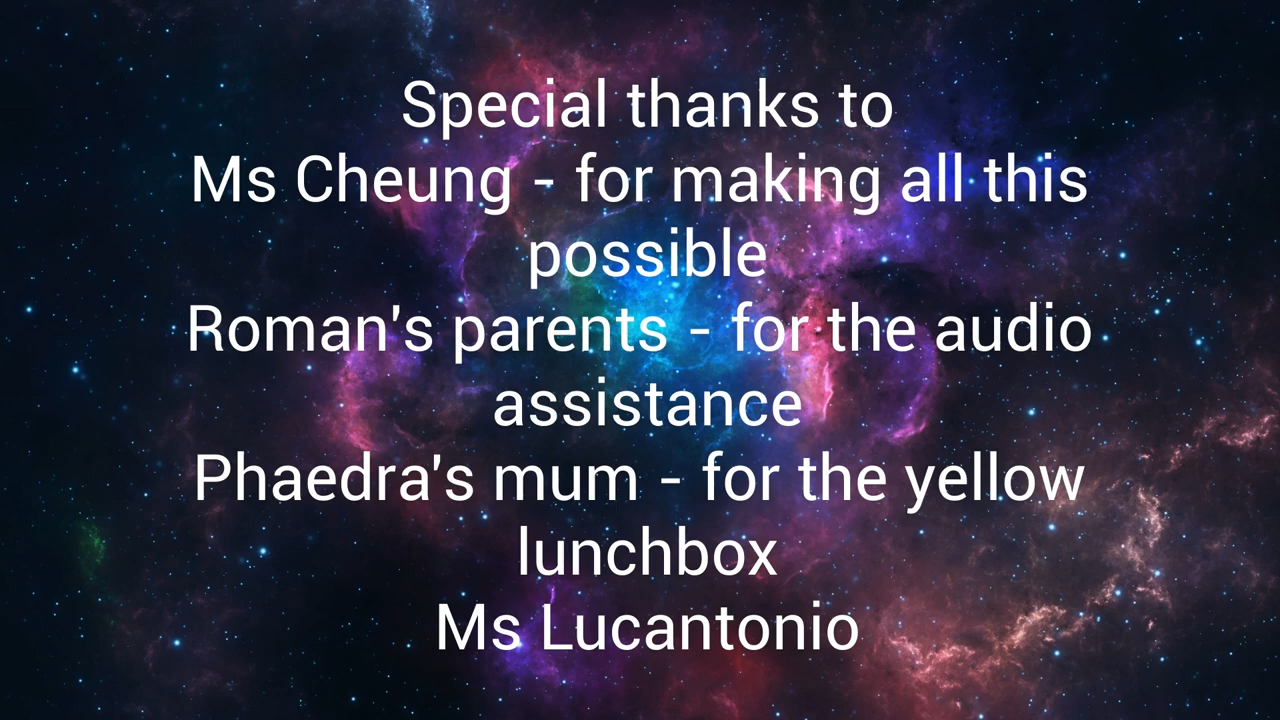 Special thanks to
Ms Cheung - for making all this
possible
Roman's parents - for the audio
assistance
Phaedra's mum - for the yellow
lunchbox
Ms Lucantonio